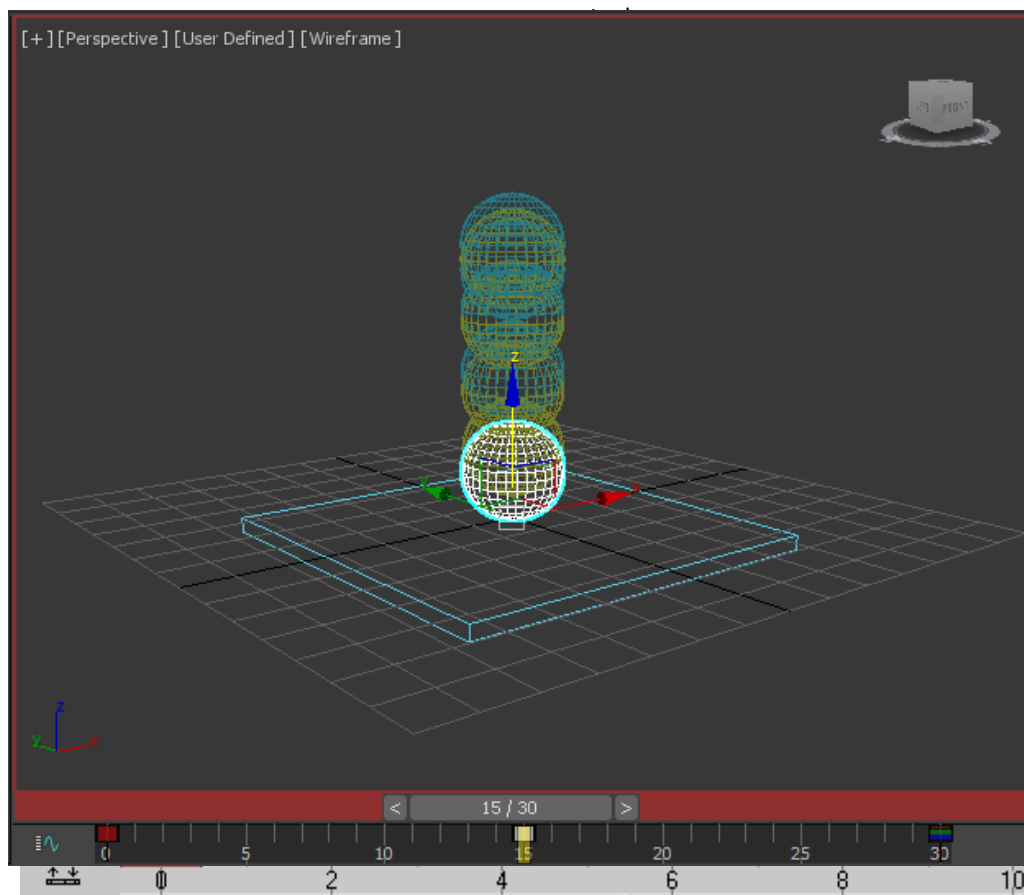 [+] [Perspective ] [User Defined ] [Wireframe ]
FRONT
z
y x
z
y x
< 15 / 30 >
0 5 10 15 20 25 30
0 2 4 6 8 10